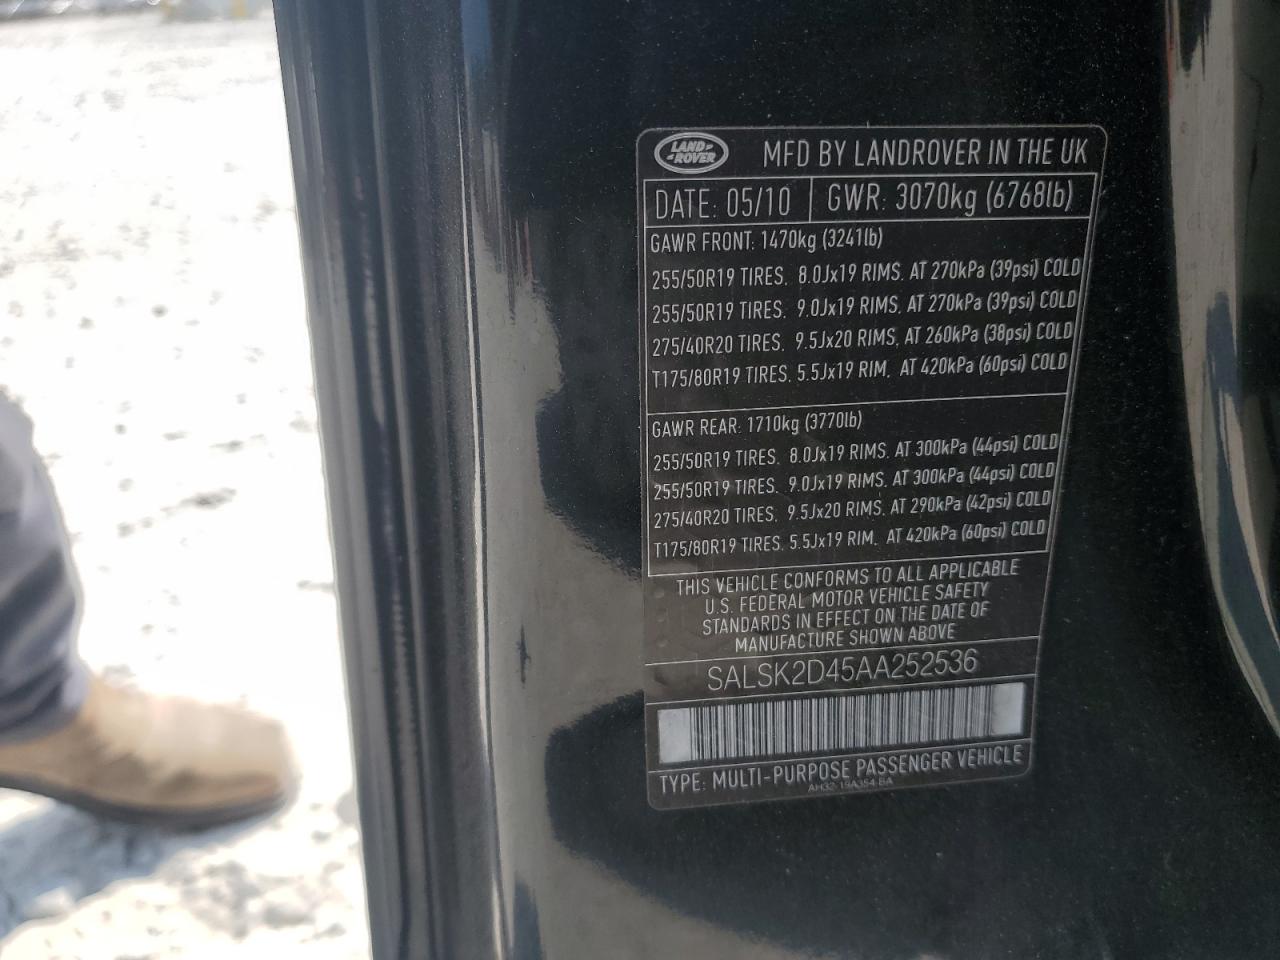 LAND
ROVER
MFD BY LANDROVER IN THE UK
DATE: 05/10 GWR: 3070kg (6768lb)
GAWR FRONT: 1470kg (3241lb)
255/50R19 TIRES. 8.0Jx19 RIMS. AT 270kPa (39psi) COLD
255/50R19 TIRES. 9.0Jx19 RIMS. AT 270kPa (39psi) COLD
275/40R20 TIRES. 9.5Jx20 RIMS. AT 260kPa (38psi) COLD
T175/80R19 TIRES. 5.5Jx19 RIM. AT 420kPa (60psi) COLD
GAWR REAR: 1710kg (3770lb)
255/50R19 TIRES. 8.0Jx19 RIMS. AT 300kPa (44psi) COLD
255/50R19 TIRES. 9.0Jx19 RIMS. AT 300kPa (44psi) COLD
275/40R20 TIRES. 9.5Jx20 RIMS. AT 290kPa (42psi) COLD
T175/80R19 TIRES. 5.5Jx19 RIM. AT 420kPa (60psi) COLD
THIS VEHICLE CONFORMS TO ALL APPLICABLE
U.S. FEDERAL MOTOR VEHICLE SAFETY
STANDARDS IN EFFECT ON THE DATE OF
MANUFACTURE SHOWN ABOVE
SALSK2D45AA252536
TYPE: MULTI-PURPOSE PASSENGER VEHICLE
AH32-19A354-BA